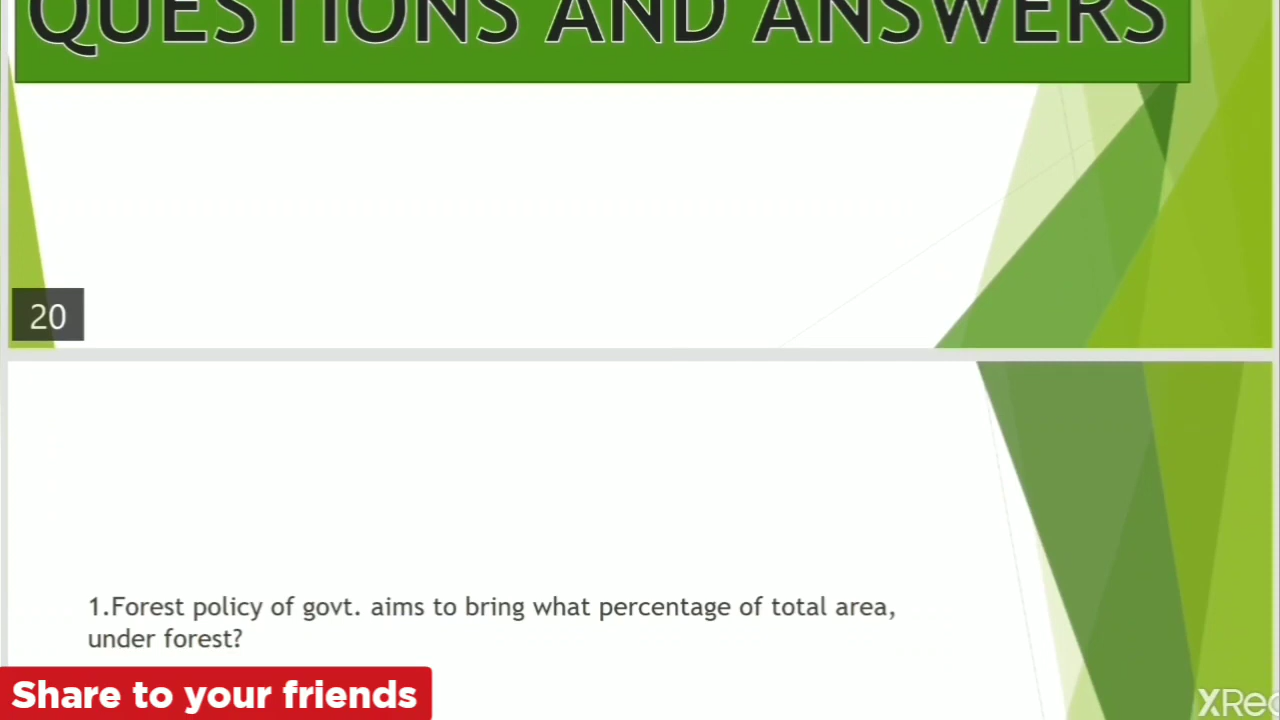 QUESTIONS AND ANSWERS
20
1.Forest policy of govt. aims to bring what percentage of total area,
under forest?
Share to your friends
XRec